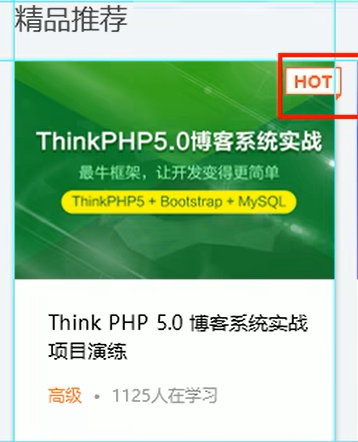 精品推荐
HOT
ThinkPHP5.0博客系统实战
最牛框架，让开发变得更简单
ThinkPHP5 + Bootstrap + MySQL
Think PHP 5.0 博客系统实战
项目演练
高级 • 1125人在学习